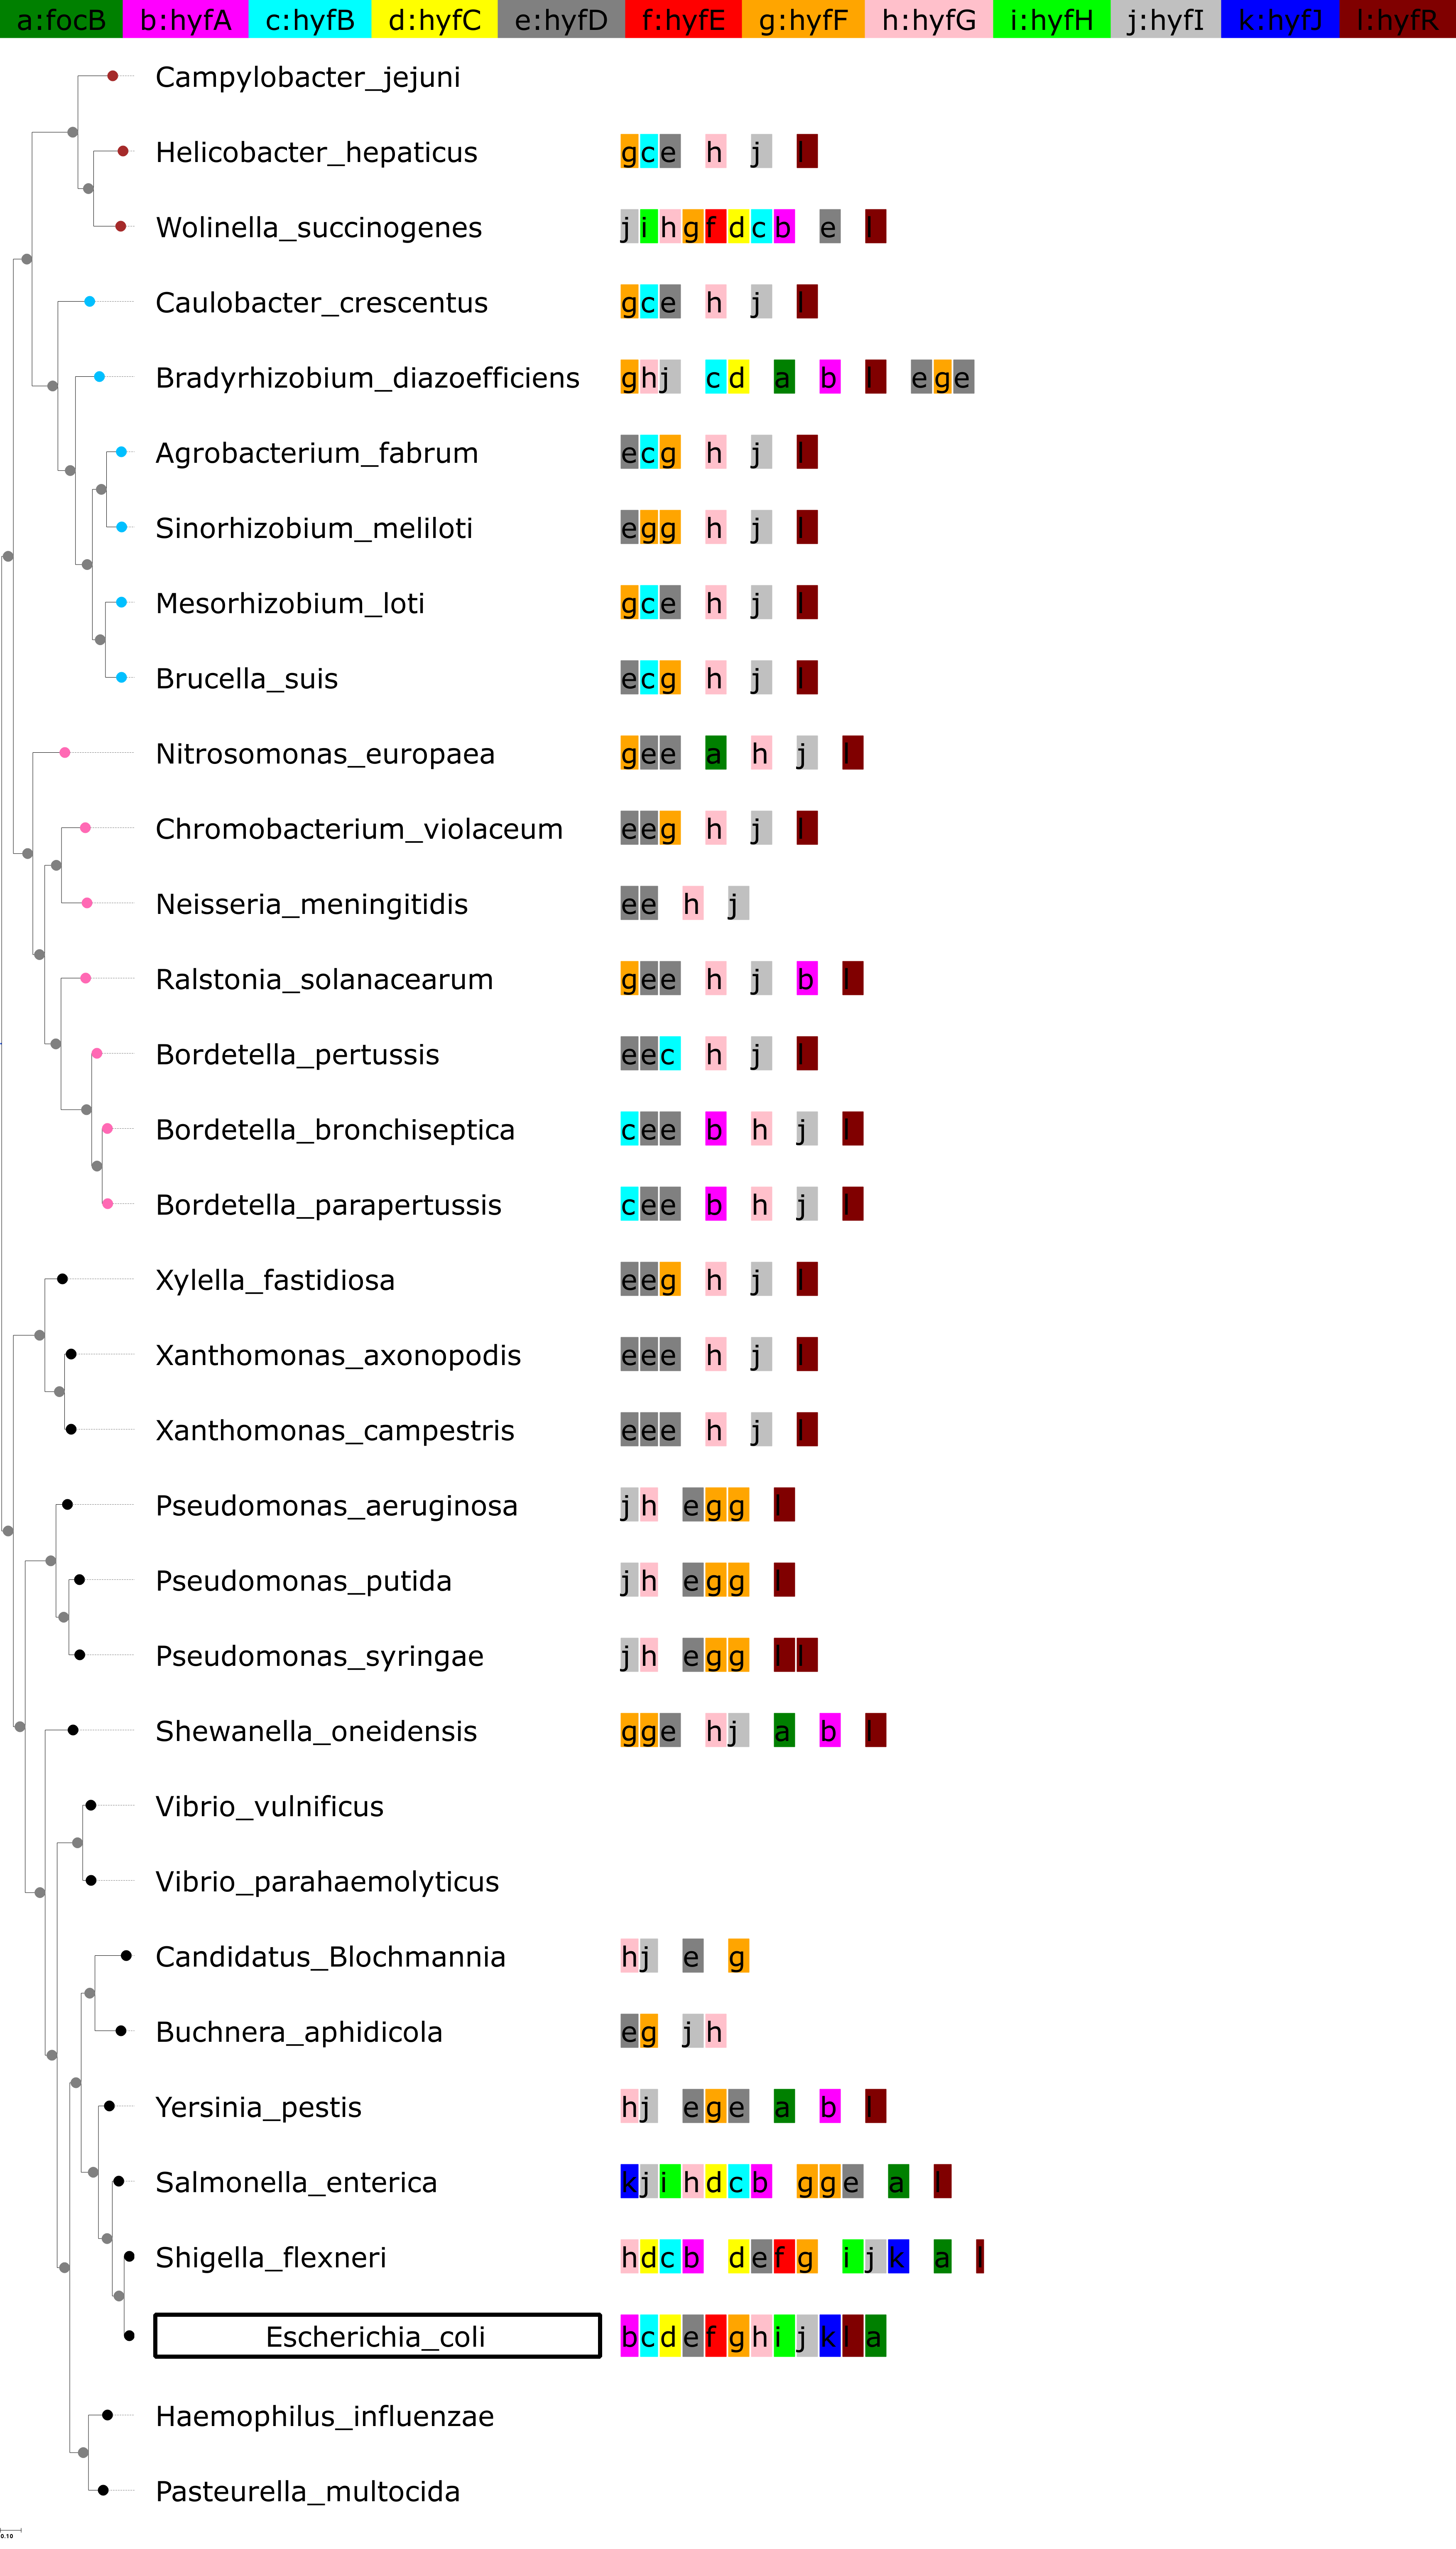 a:focB b:hyfA c:hyfB d:hyfC e:hyfD f:hyfE g:hyfF h:hyfG i:hyfH j:hyfI k:hyfJ l:hyfR
Campylobacter_jejuni
Helicobacter_hepaticus gce h j l
Wolinella_succinogenes jihgfdcb e l
Caulobacter_crescentus gce h j l
Bradyrhizobium_diazoefficiens ghj cd a b l ege
Agrobacterium_fabrum ecg h j l
Sinorhizobium_meliloti egg h j l
Mesorhizobium_loti gce h j l
Brucella_suis ecg h j l
Nitrosomonas_europaea gee a h j l
Chromobacterium_violaceum eeg h j l
Neisseria_meningitidis ee h j
Ralstonia_solanacearum gee h j b l
Bordetella_pertussis eec h j l
Bordetella_bronchiseptica cee b h j l
Bordetella_parapertussis cee b h j l
Xylella_fastidiosa eeg h j l
Xanthomonas_axonopodis eee h j l
Xanthomonas_campestris eee h j l
Pseudomonas_aeruginosa jh egg l
Pseudomonas_putida jh egg l
Pseudomonas_syringae jh egg ll
Shewanella_oneidensis gge hj a b l
Vibrio_vulnificus
Vibrio_parahaemolyticus
Candidatus_Blochmannia hj e g
Buchnera_aphidicola eg jh
Yersinia_pestis hj ege a b l
Salmonella_enterica kjihdcb gge a l
Shigella_flexneri hdcb defg ijk a l
Escherichia_coli bcdefghijkla
Haemophilus_influenzae
Pasteurella_multocida
0.10